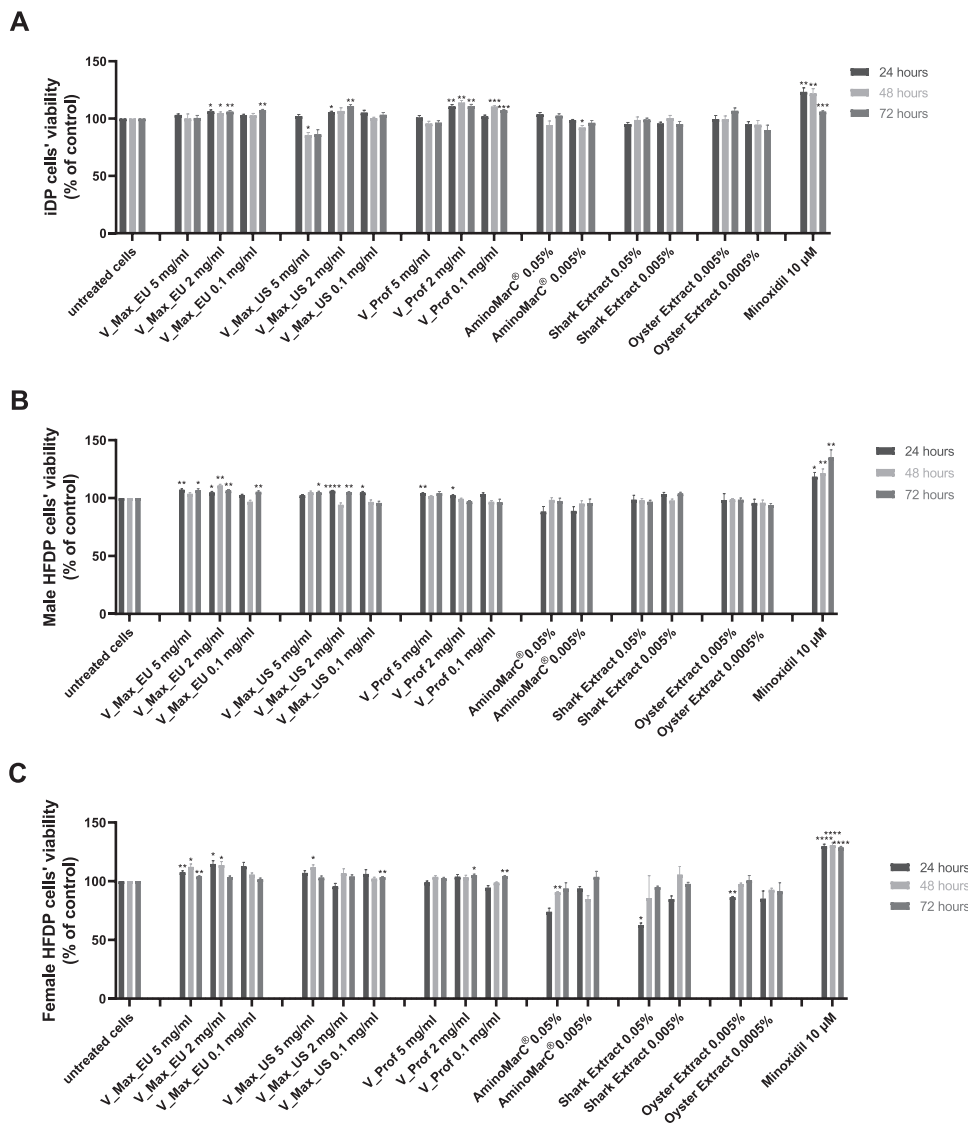 A
iDP cells' viability
(% of control)
150
100
50
0
* * ** ** * * ** ** ** ** *** *** * ** ** ***
24 hours
48 hours
72 hours
untreated cells
V_Max_EU 5 mg/ml
V_Max_EU 2 mg/ml
V_Max_EU 0.1 mg/ml
V_Max_US 5 mg/ml
V_Max_US 2 mg/ml
V_Max_US 0.1 mg/ml
V_Prof 5 mg/ml
V_Prof 2 mg/ml
V_Prof 0.1 mg/ml
AminoMarC® 0.05%
AminoMarC® 0.005%
Shark Extract 0.05%
Shark Extract 0.005%
Oyster Extract 0.005%
Oyster Extract 0.0005%
Minoxidil 10 µM
B
Male HFDP cells' viability
(% of control)
150
100
50
0
** * * ** ** ** * **** ** * ** * * ** **
24 hours
48 hours
72 hours
untreated cells
V_Max_EU 5 mg/ml
V_Max_EU 2 mg/ml
V_Max_EU 0.1 mg/ml
V_Max_US 5 mg/ml
V_Max_US 2 mg/ml
V_Max_US 0.1 mg/ml
V_Prof 5 mg/ml
V_Prof 2 mg/ml
V_Prof 0.1 mg/ml
AminoMarC® 0.05%
AminoMarC® 0.005%
Shark Extract 0.05%
Shark Extract 0.005%
Oyster Extract 0.005%
Oyster Extract 0.0005%
Minoxidil 10 µM
C
Female HFDP cells' viability
(% of control)
150
100
50
0
** * ** * * * ** * ** ** * ** **** **** ****
24 hours
48 hours
72 hours
untreated cells
V_Max_EU 5 mg/ml
V_Max_EU 2 mg/ml
V_Max_EU 0.1 mg/ml
V_Max_US 5 mg/ml
V_Max_US 2 mg/ml
V_Max_US 0.1 mg/ml
V_Prof 5 mg/ml
V_Prof 2 mg/ml
V_Prof 0.1 mg/ml
AminoMarC® 0.05%
AminoMarC® 0.005%
Shark Extract 0.05%
Shark Extract 0.005%
Oyster Extract 0.005%
Oyster Extract 0.0005%
Minoxidil 10 µM